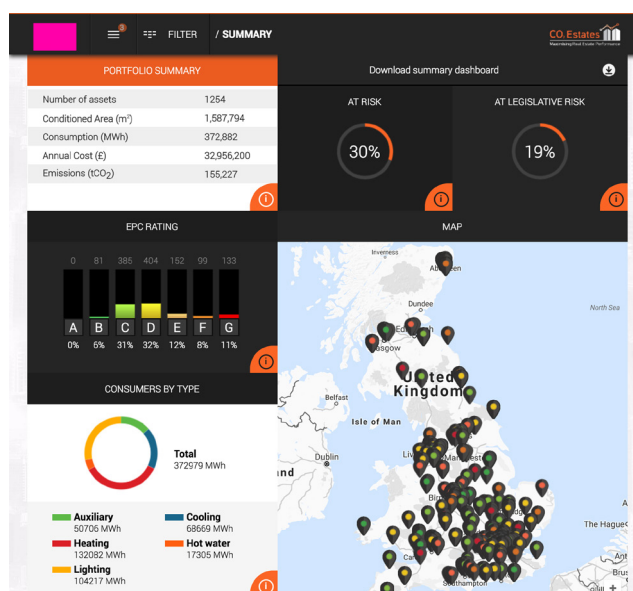 3
FILTER
/ SUMMARY
CO.Estates
Maximising Real Estate Performance
PORTFOLIO SUMMARY
Number of assets 1254
Conditioned Area (m²) 1,587,794
Consumption (MWh) 372,882
Annual Cost (£) 32,956,200
Emissions (tCO2) 155,227
Download summary dashboard
AT RISK
30%
AT LEGISLATIVE RISK
19%
EPC RATING
0 81 385 404 152 99 133
A B C D E F G
0% 6% 31% 32% 12% 8% 11%
CONSUMERS BY TYPE
Total
372979 MWh
Auxiliary
50706 MWh
Cooling
68669 MWh
Heating
132082 MWh
Hot water
17305 MWh
Lighting
104217 MWh
MAP
Inverness
Dundee
North Sea
United
Kingdom
Belfast
Isle of Man
Dublin
The Hague
Southampton